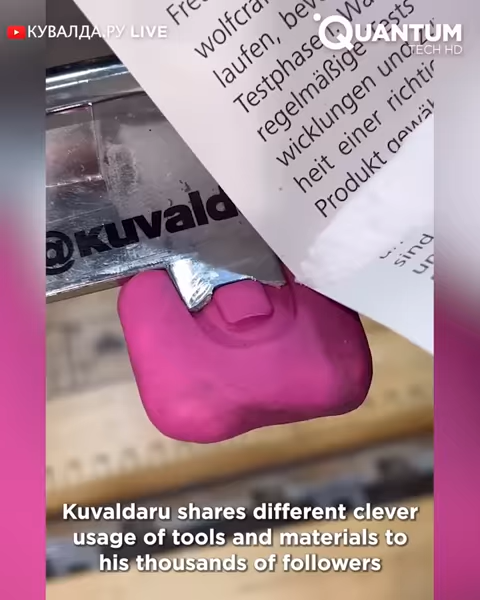 КУВАЛДА.РУ LIVE
QUANTUM
TECH HD
wolfcra
laufen, bev
Testphase
regelmäßige
wicklungen und
heit einer richti
Produkt gewäh
sind
@kuvald
Kuvaldaru shares different clever
usage of tools and materials to
his thousands of followers